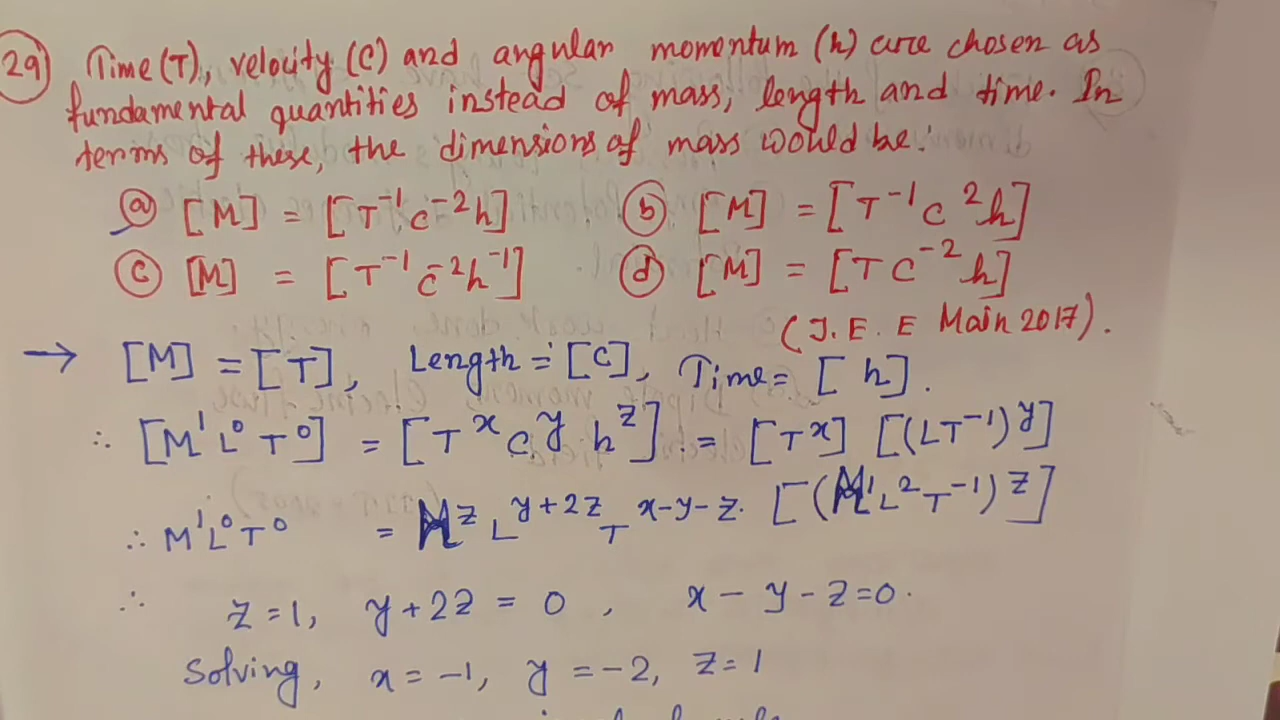 29) Time (T), velocity (C) and angular momentum (h) are chosen as
fundamental quantities instead of mass, length and time. In
terms of these, the dimensions of mass would be:
(a) [M] = [T⁻¹ C⁻² h] (b) [M] = [T⁻¹ C² h]
(c) [M] = [T⁻¹ C⁻² h⁻¹] (d) [M] = [T C⁻² h]
(J.E.E Main 2017).
→ [M] = [T], Length = [C], Time = [h].
∴ [M¹ L⁰ T⁰] = [Tˣ Cʸ hᶻ] = [Tˣ] [(LT⁻¹)ʸ]
[(M¹L²T⁻¹)ᶻ]
∴ M¹L⁰T⁰ = Mᶻ L^y+2z T^x-y-z.
∴ z=1, y+2z = 0, x-y-z=0.
Solving, x=-1, y=-2, z=1